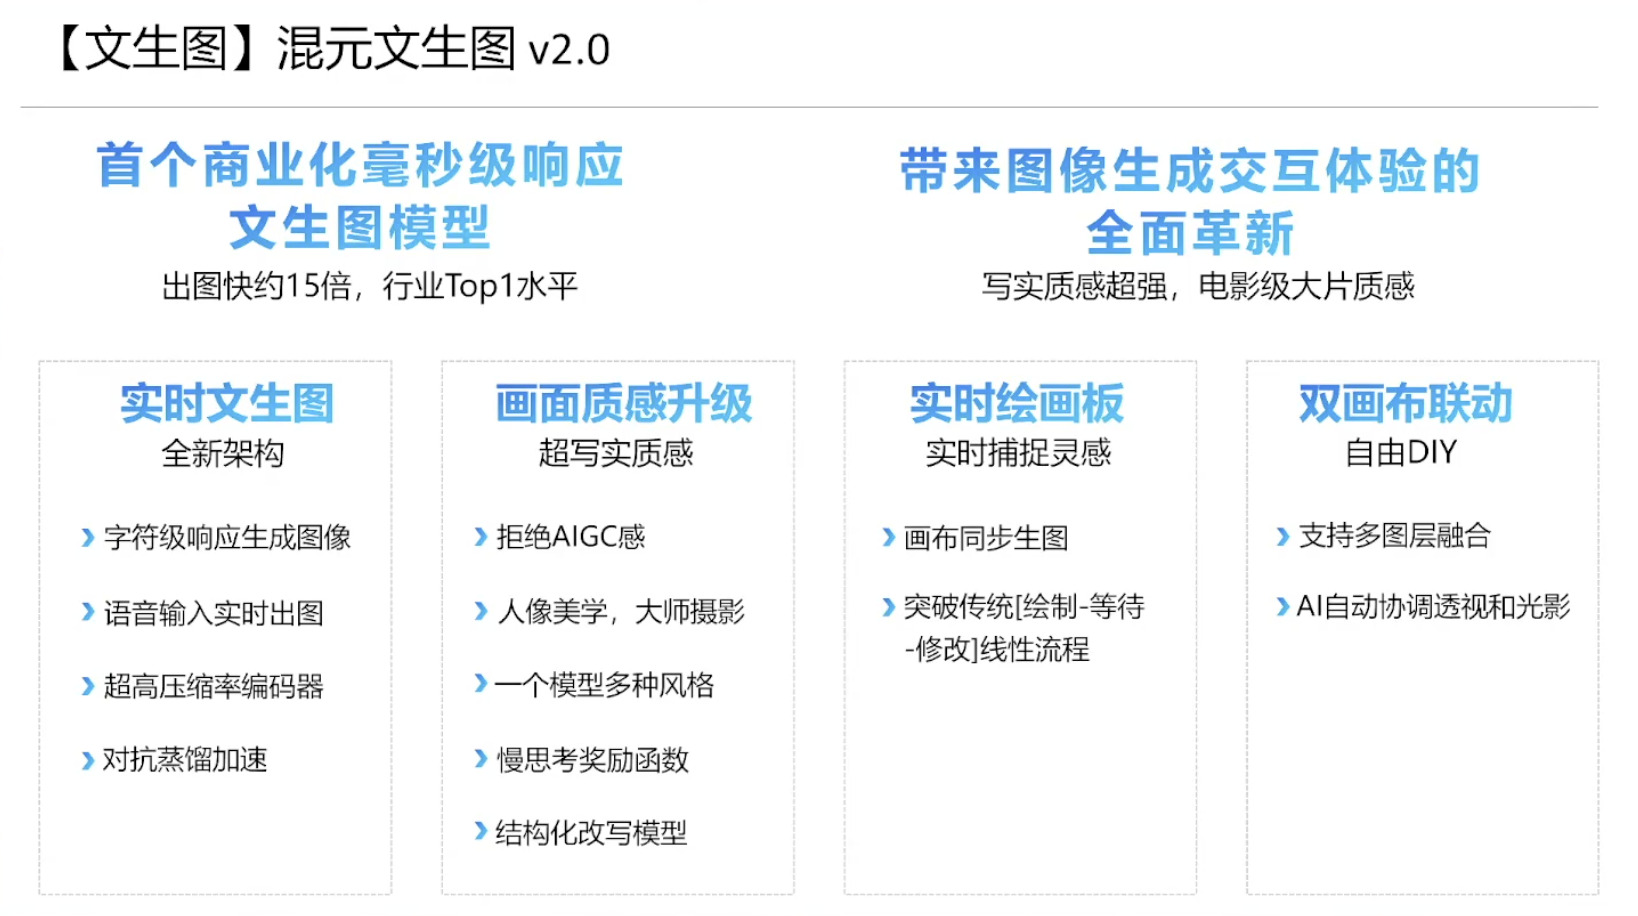 【文生图】混元文生图 v2.0
首个商业化毫秒级响应
文生图模型
出图快约15倍，行业Top1水平
带来图像生成交互体验的
全面革新
写实质感超强，电影级大片质感
实时文生图
全新架构
字符级响应生成图像
语音输入实时出图
超高压缩率编码器
对抗蒸馏加速
画面质感升级
超写实质感
拒绝AIGC感
人像美学，大师摄影
一个模型多种风格
慢思考奖励函数
结构化改写模型
实时绘画板
实时捕捉灵感
画布同步生图
突破传统[绘制-等待
-修改]线性流程
双画布联动
自由DIY
支持多图层融合
AI自动协调透视和光影